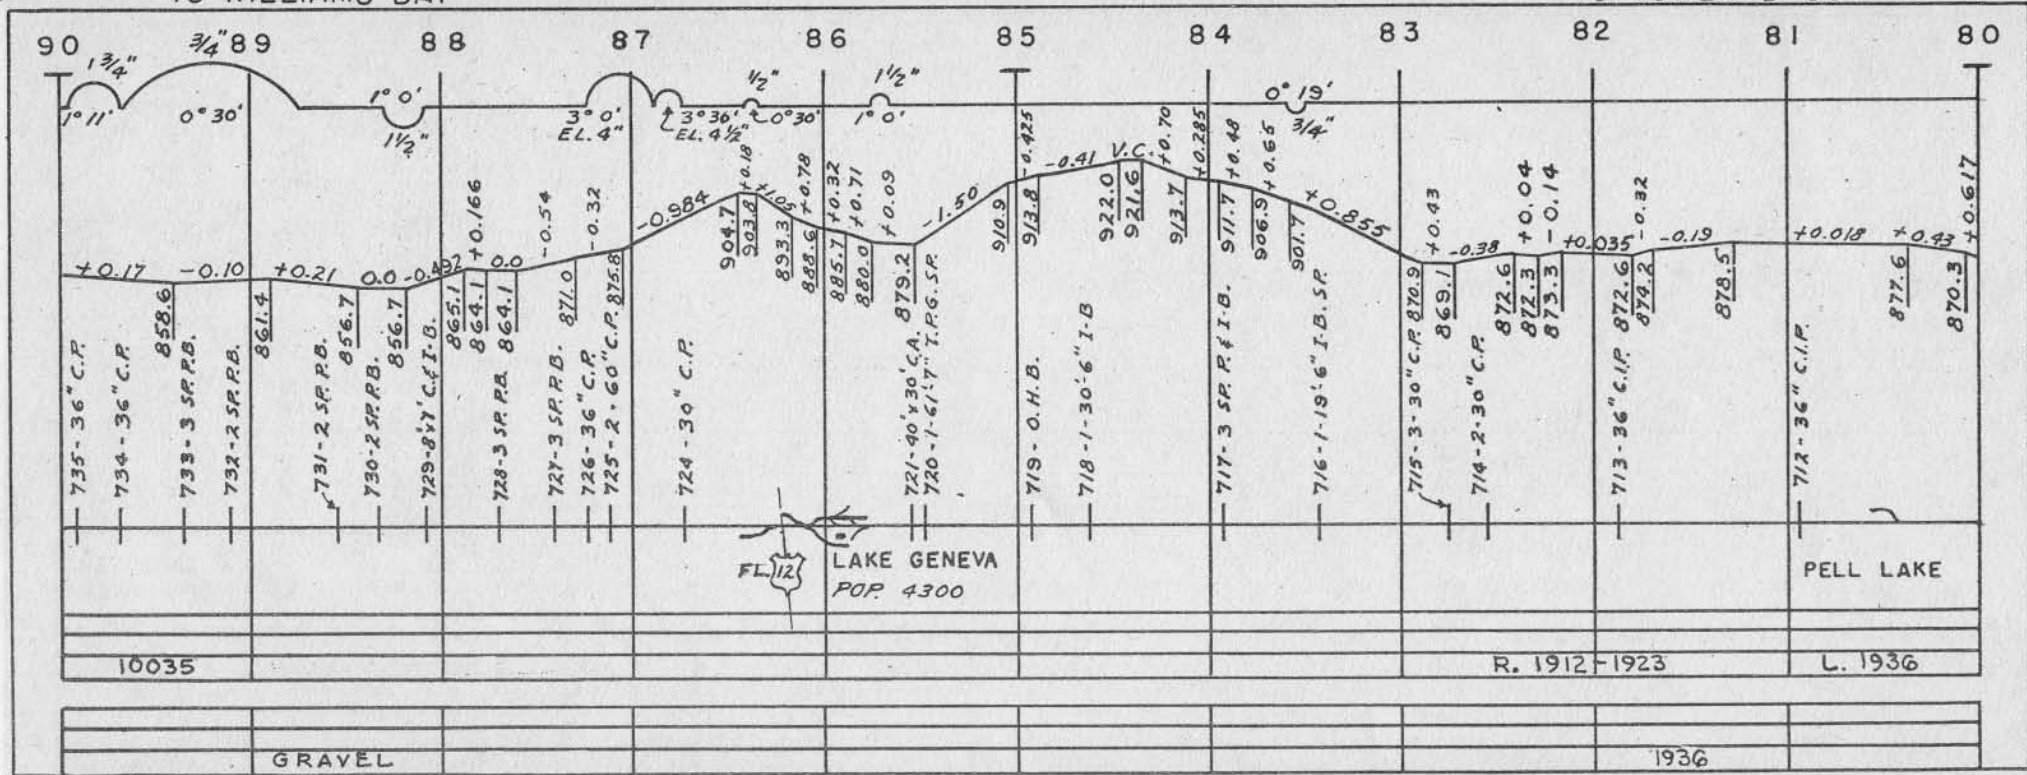 90 89 88 87 86 85 84 83 82 81 80
1 3/4" 3/4" 1° 0' 1/2" 1 1/2" 0° 19'
1° 11' 0° 30' 1 1/2" 3° 0' 3° 36' 0° 30' 1° 0' 3/4"
EL. 4" EL. 4 1/2"
+0.17 -0.10 +0.21 0.0 -0.492 +0.166 0.0 -0.54 -0.32 -0.984 +0.18 +1.05 +0.78 +0.32 +0.71 +0.09 -1.50 -0.425 -0.41 V.C. +0.70 +0.285 +0.48 +0.65 +0.855 +0.43 -0.38 +0.04 -0.14 +0.035 -0.32 -0.19 +0.018 +0.43 +0.617
858.6 861.4 856.7 856.7 865.1 864.1 864.1 871.0 875.8 904.7 903.8 893.3 888.6 885.7 880.0 879.2 910.9 913.8 922.0 921.6 913.7 911.7 906.9 901.7 870.9 869.1 872.6 872.3 873.3 872.6 874.2 878.5 877.6 870.3
735-36" C.P.
734-36" C.P.
733-3 SP. P.B.
732-2 SP. P.B.
731-2 SP. P.B.
730-2 SP. P.B.
729-8'x7' C. & I-B.
728-3 SP. P.B.
727-3 SP. P.B.
726-36" C.P.
725-2-60" C.P.
724-30" C.P.
721-40'x30' C.A.
720-1-61'-7" T.P.G. SP.
719-O.H.B.
718-1-30'-6" I-B
717-3 SP. P. & I-B.
716-1-19'-6" I-B. SP.
715-3-30" C.P.
714-2-30" C.P.
713-36" C.I.P.
712-36" C.I.P.
FL. 12 LAKE GENEVA PELL LAKE
POP. 4300
10035 R. 1912-1923 L. 1936
GRAVEL 1936